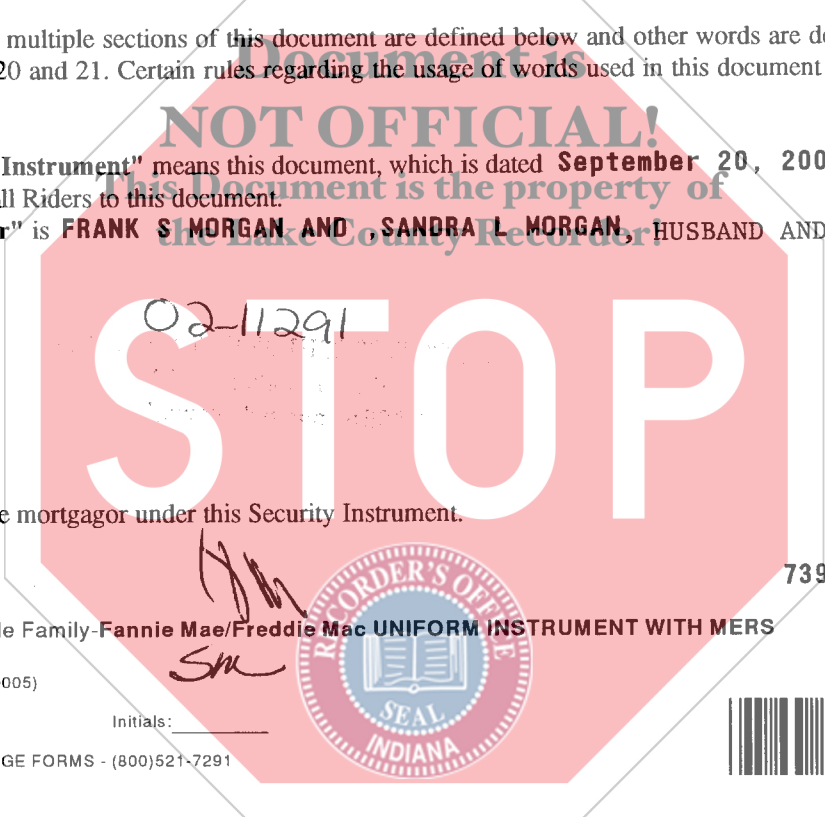 multiple sections of this document are defined below and other words are de
Document is
20 and 21. Certain rules regarding the usage of words used in this document
NOT OFFICIAL!
Instrument" means this document, which is dated September 20, 200
This Document is the property of
ll Riders to this document.
r" is FRANK S MORGAN AND ,SANDRA L MORGAN, HUSBAND AND
the Lake County Recorder!
02-11291
STOP
e mortgagor under this Security Instrument.
739
RECORDER'S OFFICE
le Family-Fannie Mae/Freddie Mac UNIFORM INSTRUMENT WITH MERS
Sm
005)
SEAL
Initials:
INDIANA
GE FORMS - (800)521-7291